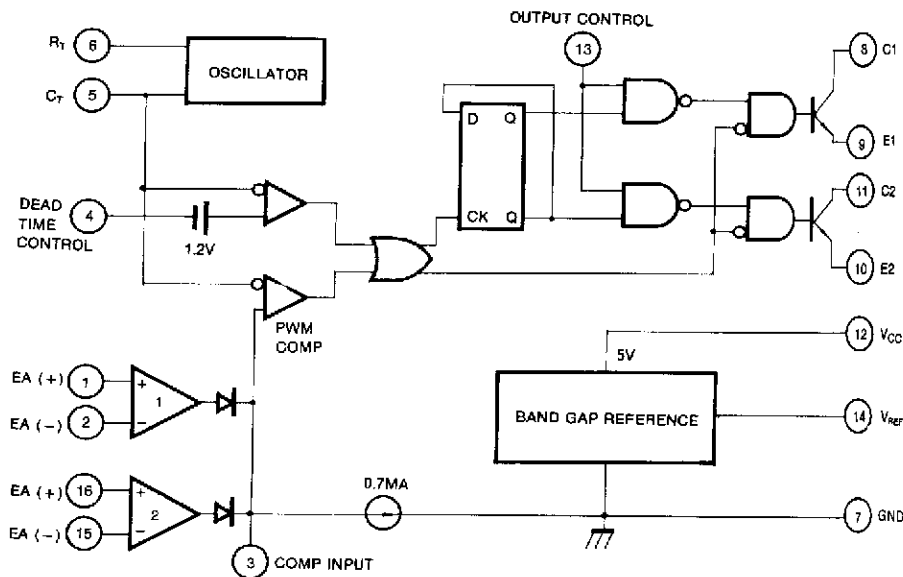 OUTPUT CONTROL
13
R_T 6
OSCILLATOR
C_T 5
8 C1
D Q
9 E1
DEAD TIME CONTROL 4
1.2V
CK Q
11 C2
10 E2
PWM COMP
12 V_CC
5V
EA (+) 1
+ 1
EA (−) 2
−
BAND GAP REFERENCE
14 V_REF
EA (+) 16
+ 2
EA (−) 15
−
0.7MA
7 GND
3 COMP INPUT